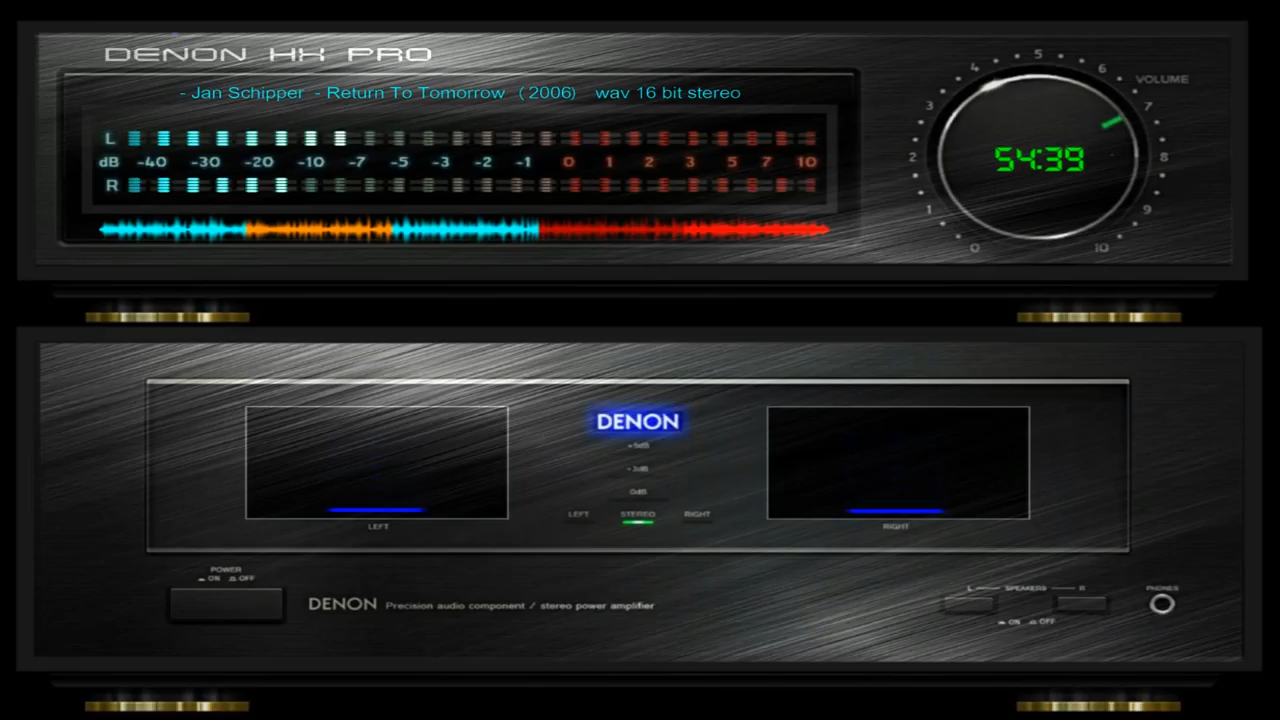 DENON HX PRO
- Jan Schipper - Return To Tomorrow ( 2006) wav 16 bit stereo
L
dB -40 -30 -20 -10 -7 -5 -3 -2 -1 0 1 2 3 5 7 10
R
VOLUME
0 1 2 3 4 5 6 7 8 9 10
54:39
DENON
+5dB
-3dB
0dB
LEFT STEREO RIGHT
LEFT
RIGHT
POWER
ON OFF
DENON Precision audio component / stereo power amplifier
L SPEAKERS R
ON OFF
PHONES